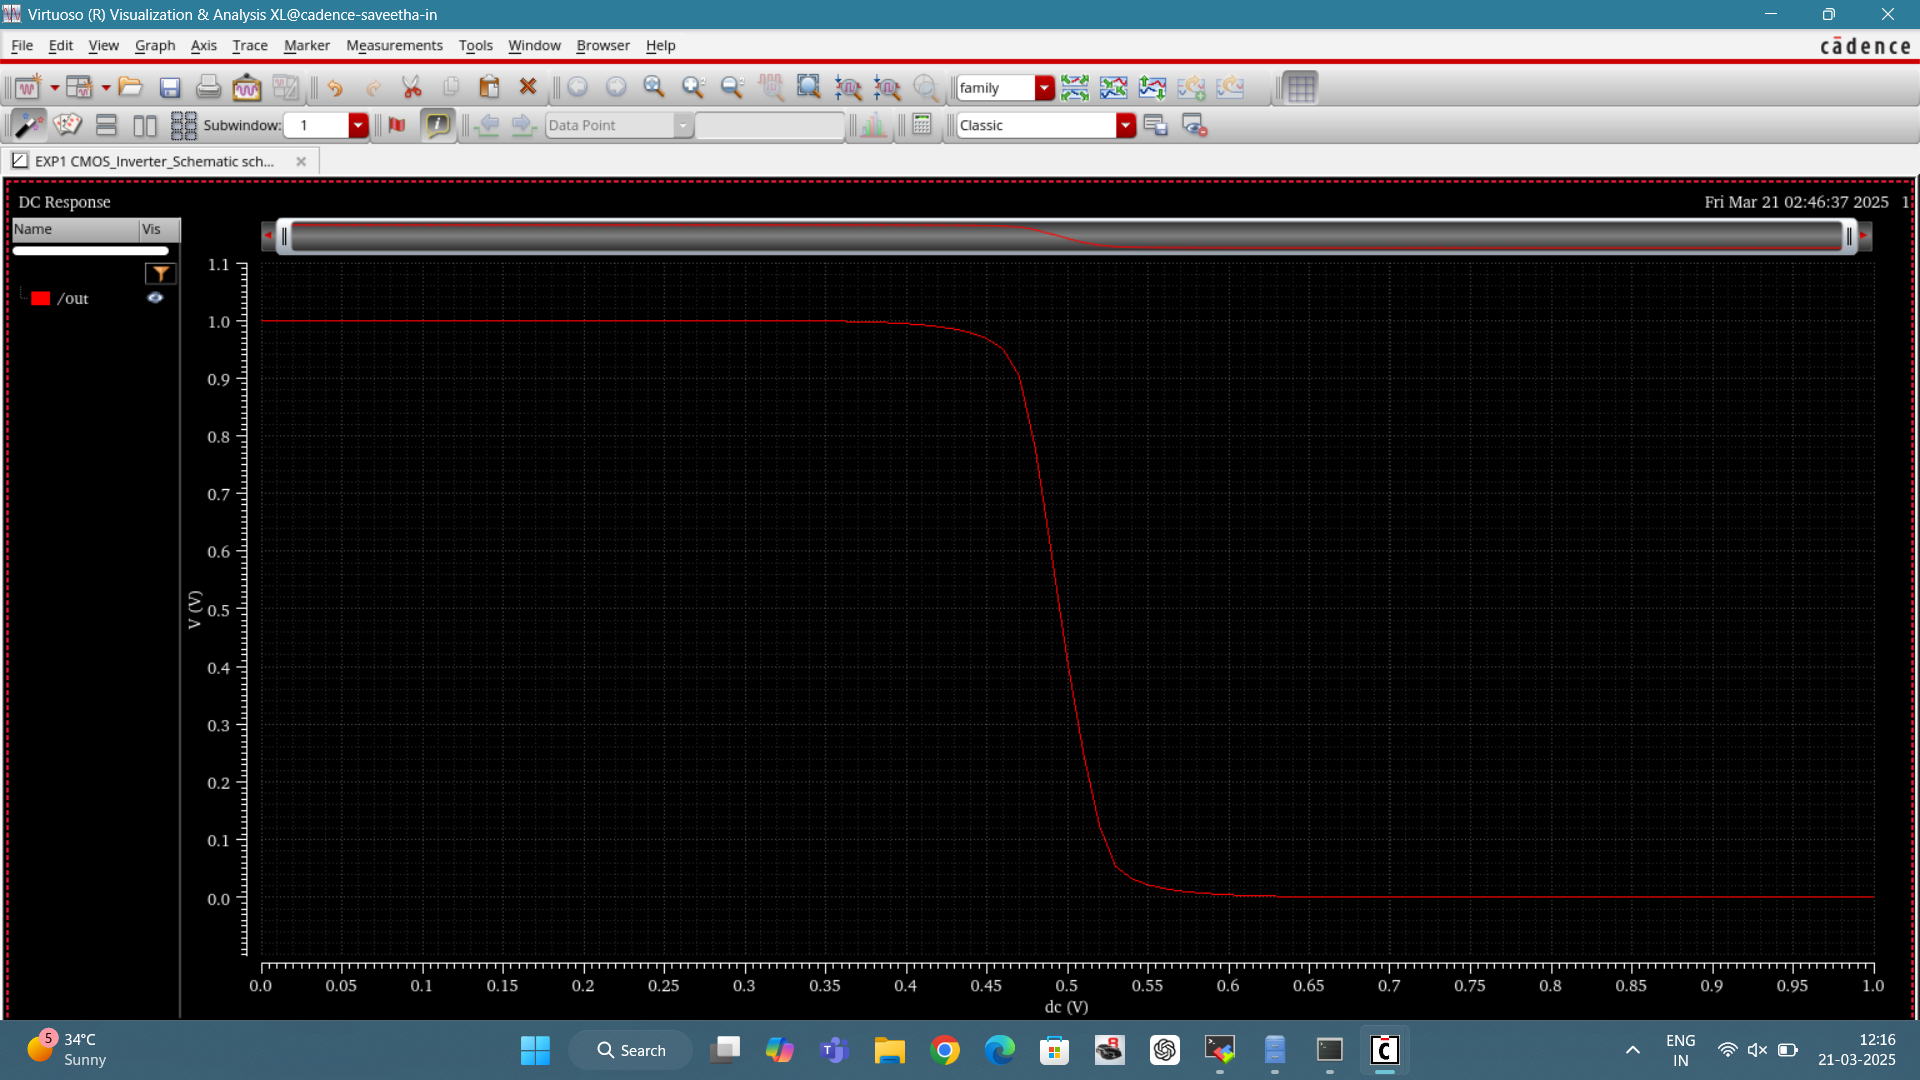 Virtuoso (R) Visualization & Analysis XL@cadence-saveetha-in
File Edit View Graph Axis Trace Marker Measurements Tools Window Browser Help
cādence
family
Subwindow: 1
Data Point
Classic
EXP1 CMOS_Inverter_Schematic sch...
DC Response
Fri Mar 21 02:46:37 2025 1
Name Vis
/out
1.1
1.0
0.9
0.8
0.7
0.6
0.5
0.4
0.3
0.2
0.1
0.0
V (V)
0.0 0.05 0.1 0.15 0.2 0.25 0.3 0.35 0.4 0.45 0.5 0.55 0.6 0.65 0.7 0.75 0.8 0.85 0.9 0.95 1.0
dc (V)
5
34°C
Sunny
Search
ENG
IN
12:16
21-03-2025